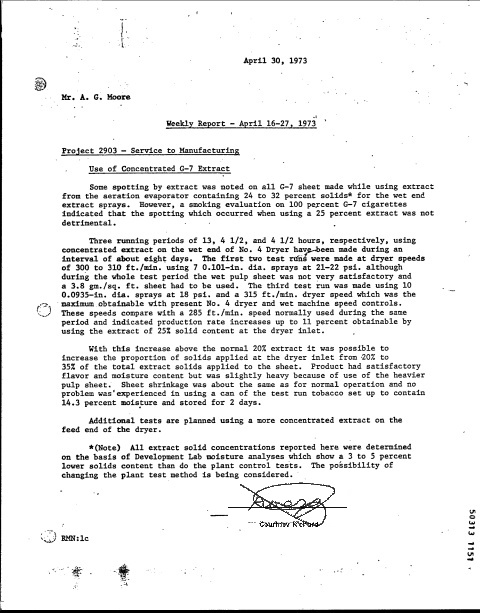 April 30, 1973
Mr. A. G. Moore
Weekly Report - April 16-27, 1973
Project 2903 - Service to Manufacturing
Use of Concentrated G-7 Extract
Some spotting by extract was noted on all G-7 sheet made while using extract
from the aeration evaporator containing 24 to 32 percent solids* for the wet end
extract sprays. However, a smoking evaluation on 100 percent G-7 cigarettes
indicated that the spotting which occurred when using a 25 percent extract was not
detrimental.
Three running periods of 13, 4 1/2, and 4 1/2 hours, respectively, using
concentrated extract on the wet end of No. 4 Dryer have been made during an
interval of about eight days. The first two test runs were made at dryer speeds
of 300 to 310 ft./min. using 7 0.101-in. dia. sprays at 21-22 psi. although
during the whole test period the wet pulp sheet was not very satisfactory and
a 3.8 gm./sq. ft. sheet had to be used. The third test run was made using 10
0.0935-in. dia. sprays at 18 psi. and a 315 ft./min. dryer speed which was the
maximum obtainable with present No. 4 dryer and wet machine speed controls.
These speeds compare with a 285 ft./min. speed normally used during the same
period and indicated production rate increases up to 11 percent obtainable by
using the extract of 25% solid content at the dryer inlet.
With this increase above the normal 20% extract it was possible to
increase the proportion of solids applied at the dryer inlet from 20% to
35% of the total extract solids applied to the sheet. Product had satisfactory
flavor and moisture content but was slightly heavy because of use of the heavier
pulp sheet. Sheet shrinkage was about the same as for normal operation and no
problem was experienced in using a can of the test run tobacco set up to contain
14.3 percent moisture and stored for 2 days.
Additional tests are planned using a more concentrated extract on the
feed end of the dryer.
*(Note) All extract solid concentrations reported here were determined
on the basis of Development Lab moisture analyses which show a 3 to 5 percent
lower solids content than do the plant control tests. The possibility of
changing the plant test method is being considered.
RMN:lc
50313 1151